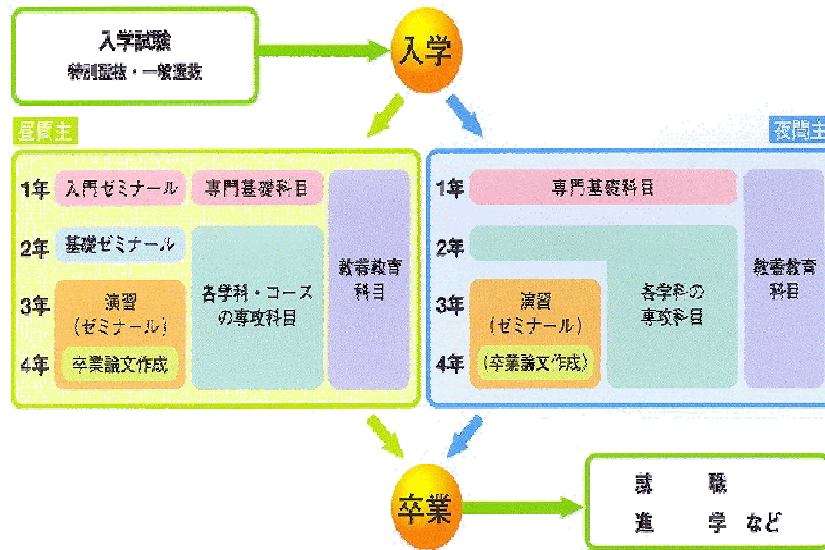 入学試験
特別選抜・一般選抜
入学
昼間主
夜間主
1年
入門ゼミナール
専門基礎科目
2年
基礎ゼミナール
3年
演習
(ゼミナール)
4年
卒業論文作成
各学科・コース
の専攻科目
教養教育
科目
1年
専門基礎科目
2年
3年
演習
(ゼミナール)
4年
(卒業論文作成)
各学科の
専攻科目
教養教育
科目
卒業
就 職
進 学 など